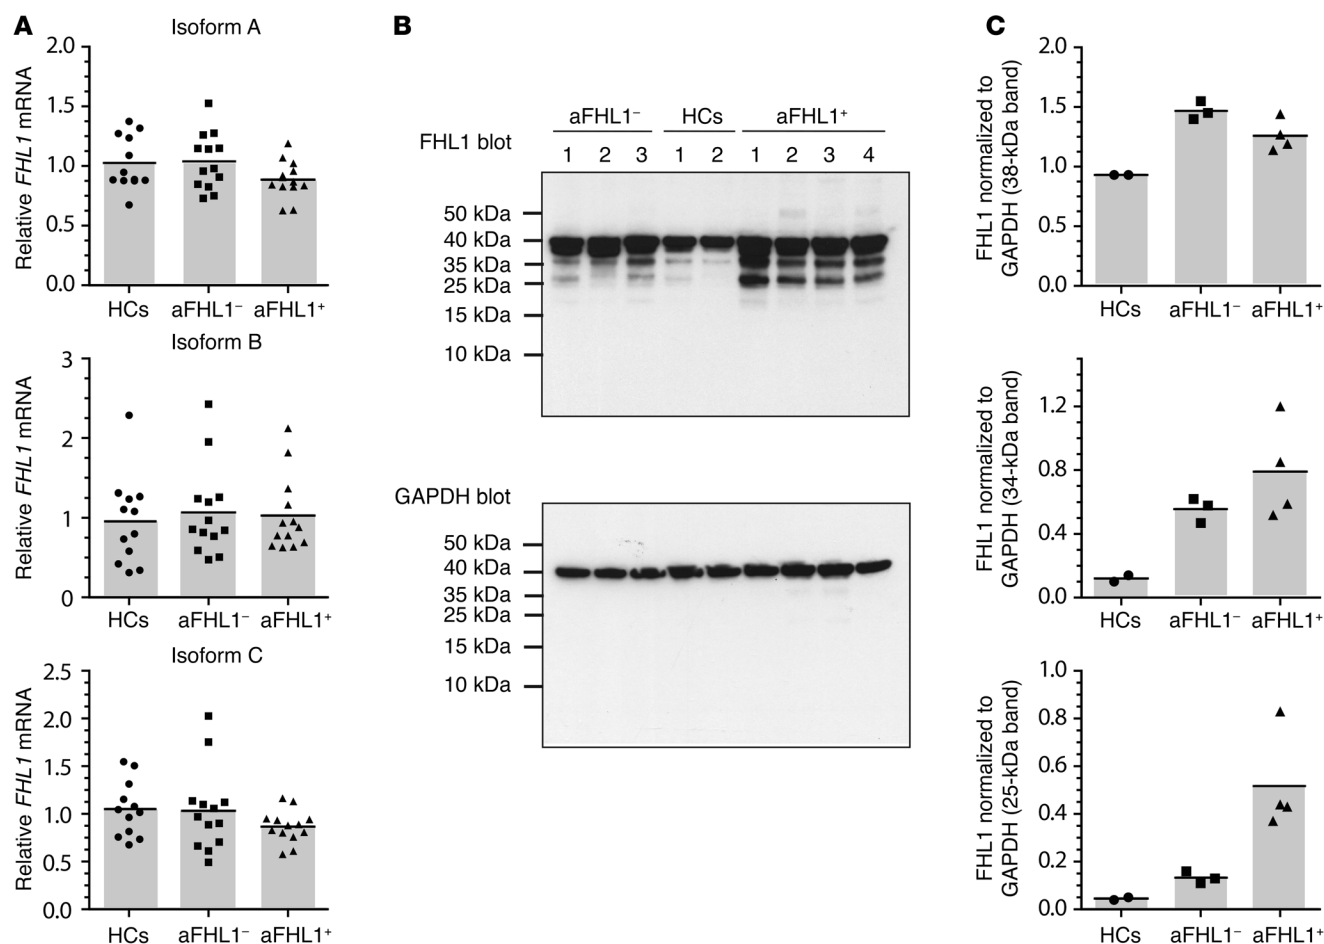 A
Isoform A
Relative FHL1 mRNA
2.0
1.5
1.0
0.5
0.0
HCs aFHL1⁻ aFHL1⁺
Isoform B
Relative FHL1 mRNA
3
2
1
0
HCs aFHL1⁻ aFHL1⁺
Isoform C
Relative FHL1 mRNA
2.5
2.0
1.5
1.0
0.5
0.0
HCs aFHL1⁻ aFHL1⁺
B
aFHL1⁻ HCs aFHL1⁺
FHL1 blot
1 2 3 1 2 1 2 3 4
50 kDa
40 kDa
35 kDa
25 kDa
15 kDa
10 kDa
GAPDH blot
50 kDa
40 kDa
35 kDa
25 kDa
15 kDa
10 kDa
C
FHL1 normalized to
GAPDH (38-kDa band)
2.0
1.5
1.0
0.5
0.0
HCs aFHL1⁻ aFHL1⁺
FHL1 normalized to
GAPDH (34-kDa band)
1.2
0.8
0.4
0.0
HCs aFHL1⁻ aFHL1⁺
FHL1 normalized to
GAPDH (25-kDa band)
1.0
0.8
0.6
0.4
0.2
0.0
HCs aFHL1⁻ aFHL1⁺